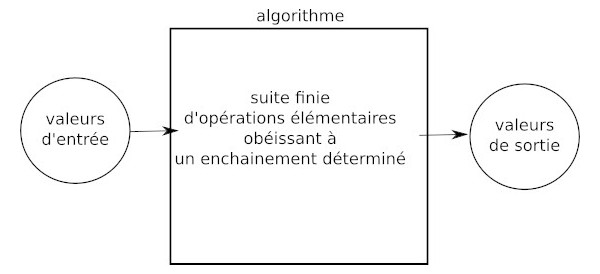 algorithme
valeurs
d'entrée
suite finie
d'opérations élémentaires
obéissant à
un enchainement déterminé
valeurs
de sortie